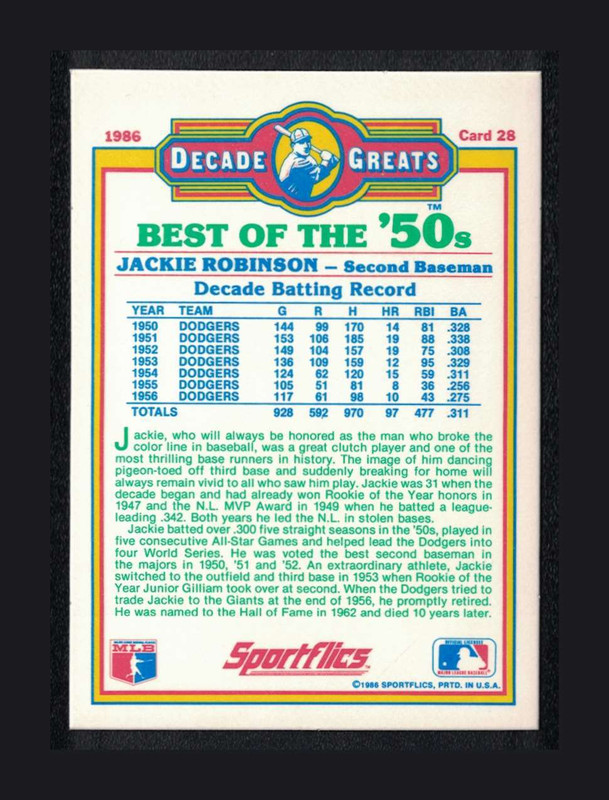 1986
Card 28
DECADE GREATS
TM
BEST OF THE '50s
JACKIE ROBINSON – Second Baseman
Decade Batting Record
YEAR TEAM G R H HR RBI BA
1950 DODGERS 144 99 170 14 81 .328
1951 DODGERS 153 106 185 19 88 .338
1952 DODGERS 149 104 157 19 75 .308
1953 DODGERS 136 109 159 12 95 .329
1954 DODGERS 124 62 120 15 59 .311
1955 DODGERS 105 51 81 8 36 .256
1956 DODGERS 117 61 98 10 43 .275
TOTALS 928 592 970 97 477 .311
Jackie, who will always be honored as the man who broke the
color line in baseball, was a great clutch player and one of the
most thrilling base runners in history. The image of him dancing
pigeon-toed off third base and suddenly breaking for home will
always remain vivid to all who saw him play. Jackie was 31 when the
decade began and had already won Rookie of the Year honors in
1947 and the N.L. MVP Award in 1949 when he batted a league-
leading .342. Both years he led the N.L. in stolen bases.
Jackie batted over .300 five straight seasons in the '50s, played in
five consecutive All-Star Games and helped lead the Dodgers into
four World Series. He was voted the best second baseman in
the majors in 1950, '51 and '52. An extraordinary athlete, Jackie
switched to the outfield and third base in 1953 when Rookie of the
Year Junior Gilliam took over at second. When the Dodgers tried to
trade Jackie to the Giants at the end of 1956, he promptly retired.
He was named to the Hall of Fame in 1962 and died 10 years later.
MLB
Sportflics
OFFICIAL LICENSEE
MAJOR LEAGUE BASEBALL
©1986 SPORTFLICS, PRTD. IN U.S.A.